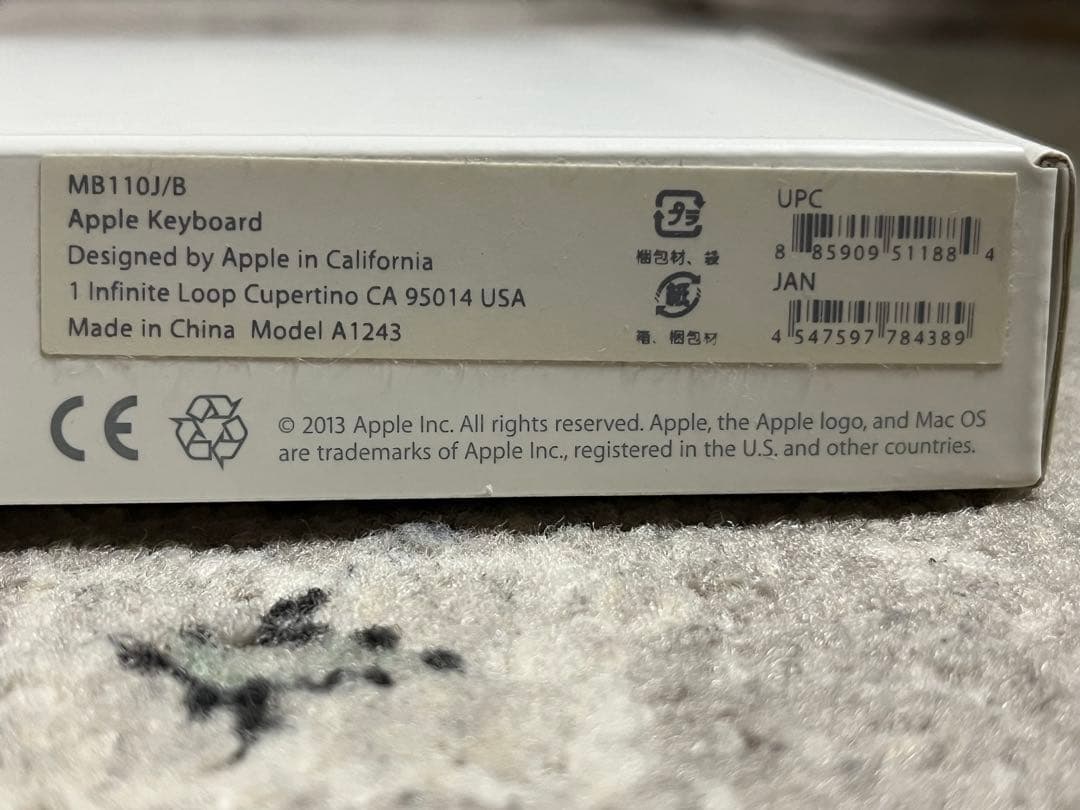 MB110J/B
Apple Keyboard
Designed by Apple in California
1 Infinite Loop Cupertino CA 95014 USA
Made in China Model A1243
プラ
梱包材、袋
紙
箱、梱包材
UPC
8 85909 51188 4
JAN
4 547597 784389
CE
© 2013 Apple Inc. All rights reserved. Apple, the Apple logo, and Mac OS
are trademarks of Apple Inc., registered in the U.S. and other countries.